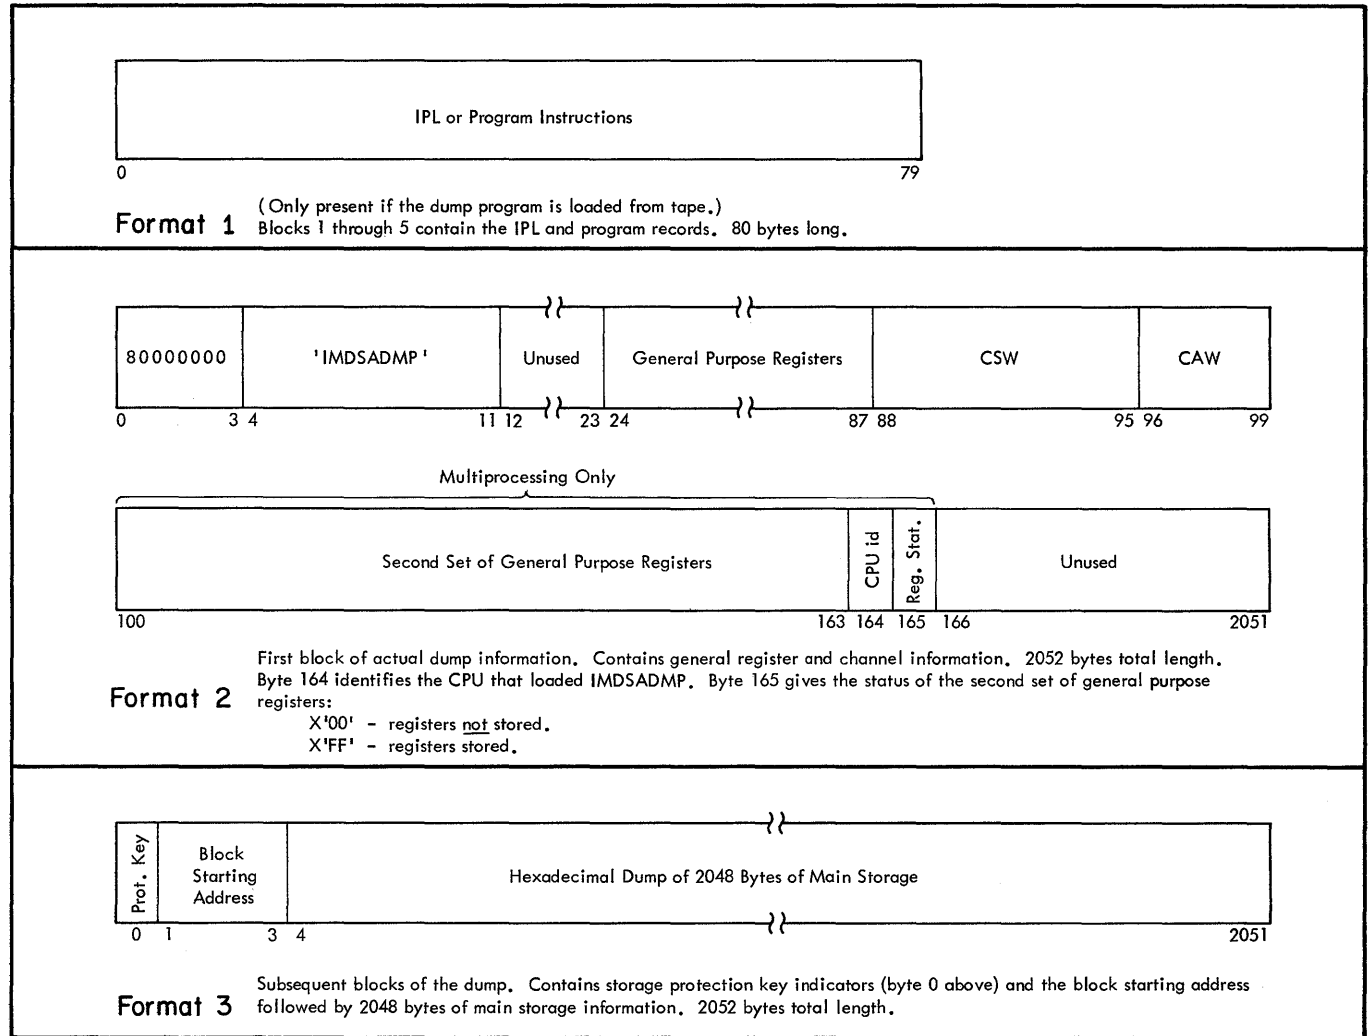 IPL or Program Instructions
0 79
(Only present if the dump program is loaded from tape.)
Format 1 Blocks 1 through 5 contain the IPL and program records. 80 bytes long.
80000000 'IMDSADMP' Unused General Purpose Registers CSW CAW
0 3 4 11 12 23 24 87 88 95 96 99
Multiprocessing Only
Second Set of General Purpose Registers CPU id Reg. Stat. Unused
100 163 164 165 166 2051
First block of actual dump information. Contains general register and channel information. 2052 bytes total length.
Byte 164 identifies the CPU that loaded IMDSADMP. Byte 165 gives the status of the second set of general purpose
Format 2 registers:
X'00' - registers not stored.
X'FF' - registers stored.
Prot. Key
Block
Starting
Address
Hexadecimal Dump of 2048 Bytes of Main Storage
0 1 3 4 2051
Subsequent blocks of the dump. Contains storage protection key indicators (byte 0 above) and the block starting address
Format 3 followed by 2048 bytes of main storage information. 2052 bytes total length.